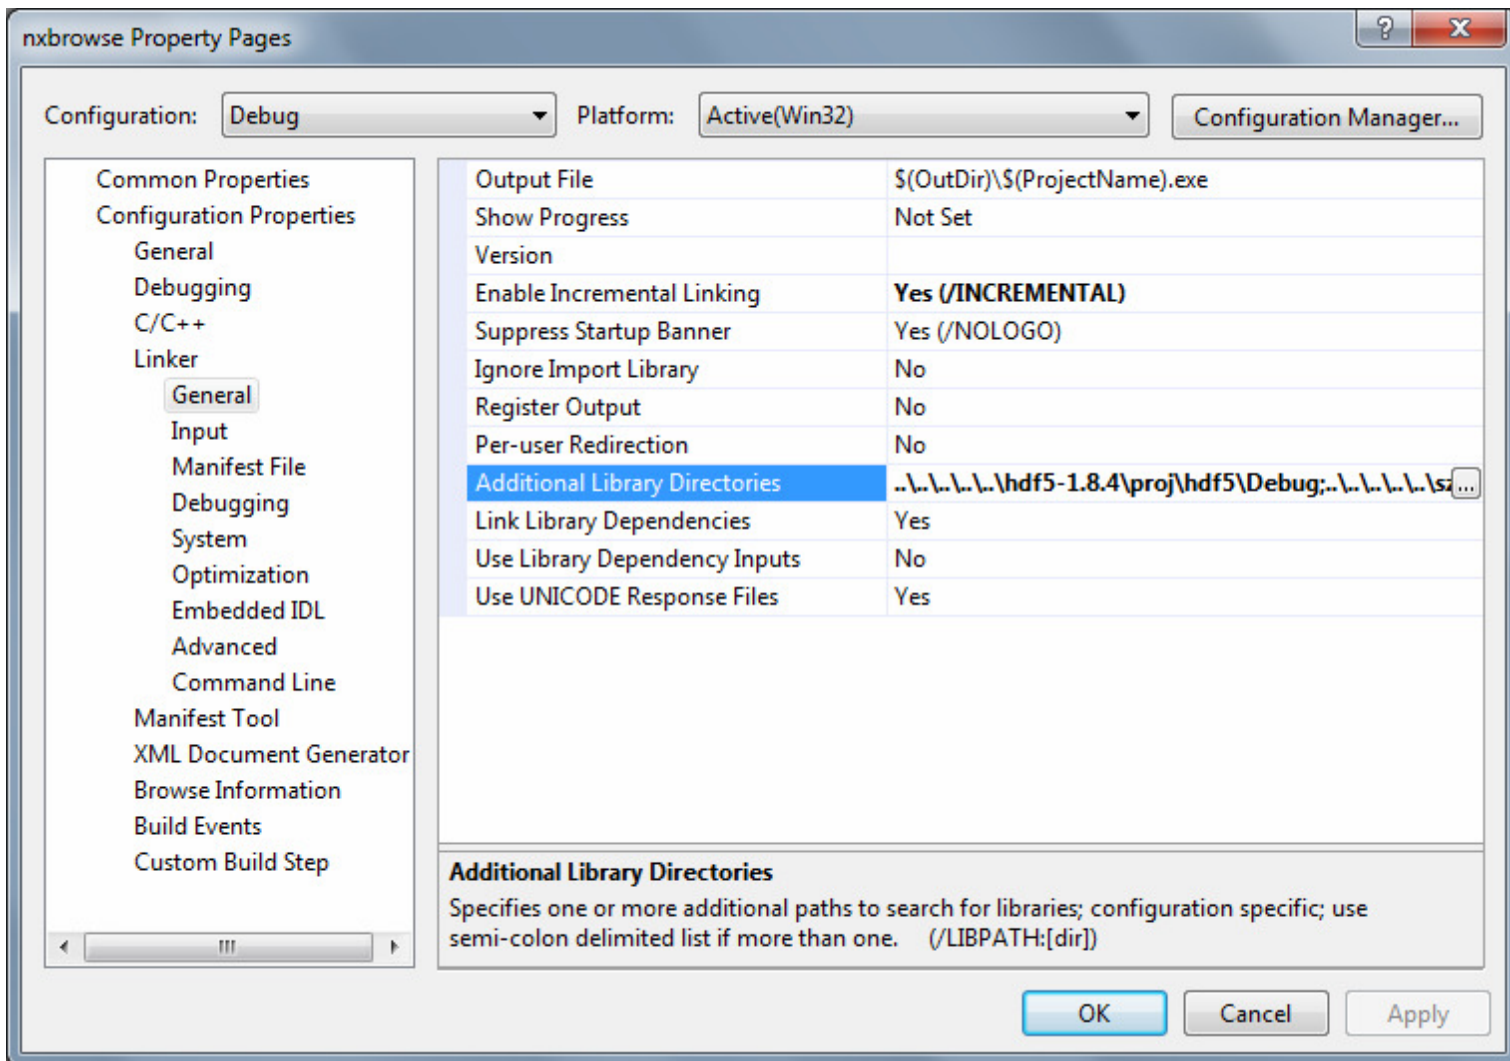 nxbrowse Property Pages
Configuration: Debug Platform: Active(Win32) Configuration Manager...
Common Properties
Configuration Properties
General
Debugging
C/C++
Linker
General
Input
Manifest File
Debugging
System
Optimization
Embedded IDL
Advanced
Command Line
Manifest Tool
XML Document Generator
Browse Information
Build Events
Custom Build Step
Output File $(OutDir)\$(ProjectName).exe
Show Progress Not Set
Version
Enable Incremental Linking Yes (/INCREMENTAL)
Suppress Startup Banner Yes (/NOLOGO)
Ignore Import Library No
Register Output No
Per-user Redirection No
Additional Library Directories ..\..\..\..\..\hdf5-1.8.4\proj\hdf5\Debug;..\..\..\..\..\sz ...
Link Library Dependencies Yes
Use Library Dependency Inputs No
Use UNICODE Response Files Yes
Additional Library Directories
Specifies one or more additional paths to search for libraries; configuration specific; use
semi-colon delimited list if more than one. (/LIBPATH:[dir])
OK Cancel Apply